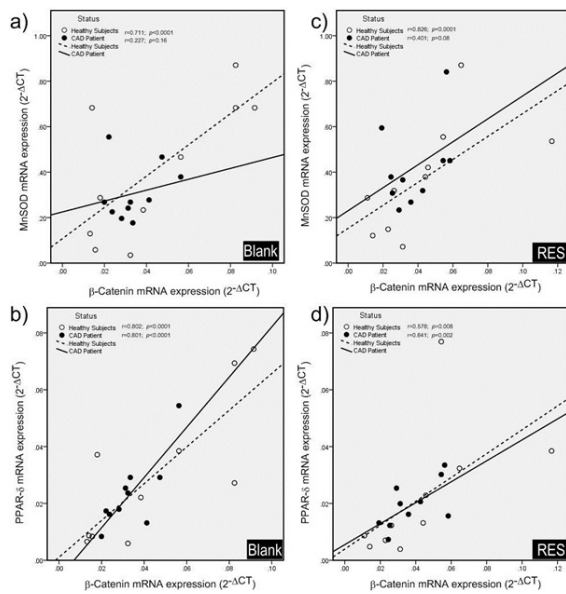 a)
Status
Healthy Subjects r=0.711; p<0.0001
CAD Patient r=0.227; p=0.16
Healthy Subjects
CAD Patient
MnSOD mRNA expression (2-ΔCT)
1.00
.80
.60
.40
.20
.00
.00 .02 .04 .06 .08 .10
Blank
β-Catenin mRNA expression (2-ΔCT)
c)
Status
Healthy Subjects r=0.826; p<0.0001
CAD Patient r=0.401; p=0.08
Healthy Subjects
CAD Patient
MnSOD mRNA expression (2-ΔCT)
1.00
.80
.60
.40
.20
.00
.00 .02 .04 .06 .08 .10 .12
RES
β-Catenin mRNA expression (2-ΔCT)
b)
Status
Healthy Subjects r=0.802; p<0.0001
CAD Patient r=0.801; p<0.0001
Healthy Subjects
CAD Patient
PPAR-δ mRNA expression (2-ΔCT)
.08
.06
.04
.02
.00
.00 .02 .04 .06 .08 .10
Blank
β-Catenin mRNA expression (2-ΔCT)
d)
Status
Healthy Subjects r=0.578; p=0.008
CAD Patient r=0.641; p=0.002
Healthy Subjects
CAD Patient
PPAR-δ mRNA expression (2-ΔCT)
.08
.06
.04
.02
.00
.00 .02 .04 .06 .08 .10 .12
RES
β-Catenin mRNA expression (2-ΔCT)